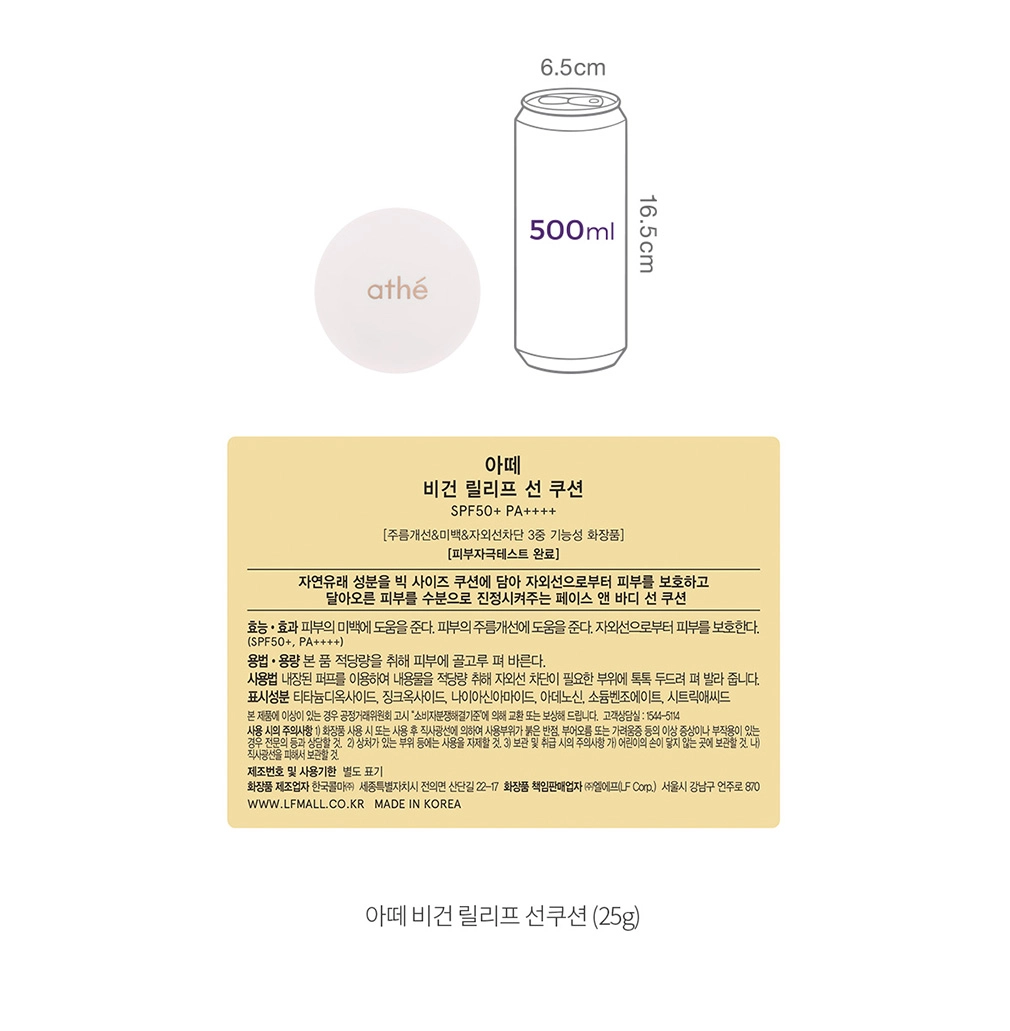 6.5cm
16.5cm
500ml
athé
아떼
비건 릴리프 선 쿠션
SPF50+ PA++++
[주름개선&미백&자외선차단 3중 기능성 화장품]
[피부자극테스트 완료]
자연유래 성분을 빅 사이즈 쿠션에 담아 자외선으로부터 피부를 보호하고
달아오른 피부를 수분으로 진정시켜주는 페이스 앤 바디 선 쿠션
효능・효과 피부의 미백에 도움을 준다. 피부의 주름개선에 도움을 준다. 자외선으로부터 피부를 보호한다.
(SPF50+, PA++++)
용법・용량 본 품 적당량을 취해 피부에 골고루 펴 바른다.
사용법 내장된 퍼프를 이용하여 내용물을 적당량 취해 자외선 차단이 필요한 부위에 톡톡 두드려 펴 발라 줍니다.
표시성분 티타늄디옥사이드, 징크옥사이드, 나이아신아마이드, 아데노신, 소듐벤조에이트, 시트릭애씨드
본 제품에 이상이 있는 경우 공정거래위원회 고시 "소비자분쟁해결기준"에 의해 교환 또는 보상해 드립니다. 고객상담실 : 1544-5114
사용 시의 주의사항 1) 화장품 사용 시 또는 사용 후 직사광선에 의하여 사용부위가 붉은 반점, 부어오름 또는 가려움증 등의 이상 증상이나 부작용이 있는
경우 전문의 등과 상담할 것. 2) 상처가 있는 부위 등에는 사용을 자제할 것. 3) 보관 및 취급 시의 주의사항 가) 어린이의 손이 닿지 않는 곳에 보관할 것. 나)
직사광선을 피해서 보관할 것.
제조번호 및 사용기한 별도 표기
화장품 제조업자 한국콜마㈜ 세종특별자치시 전의면 산단길 22-17 화장품 책임판매업자 ㈜엘에프(LF Corp.) 서울시 강남구 언주로 870
WWW.LFMALL.CO.KR MADE IN KOREA
아떼 비건 릴리프 선쿠션 (25g)